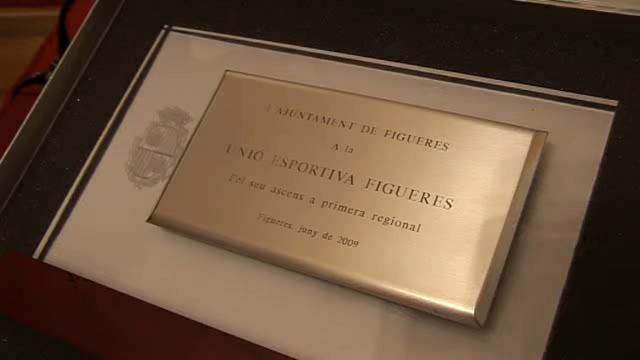 L'AJUNTAMENT DE FIGUERES
A la
UNIÓ ESPORTIVA FIGUERES
Pel seu ascens a primera regional
Figueres, juny de 2009